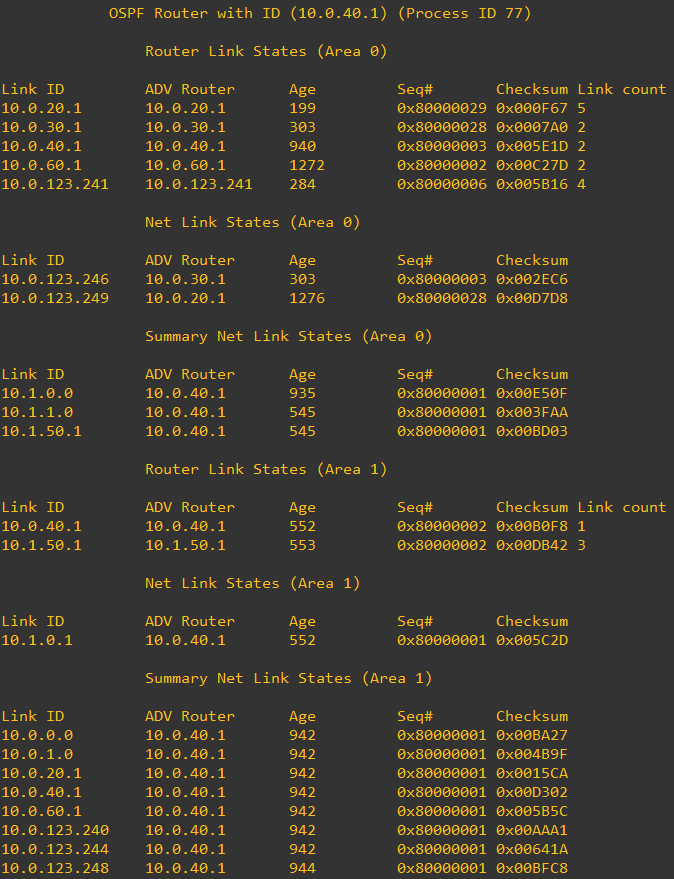 OSPF Router with ID (10.0.40.1) (Process ID 77)
Router Link States (Area 0)
Link ID ADV Router Age Seq# Checksum Link count
10.0.20.1 10.0.20.1 199 0x80000029 0x000F67 5
10.0.30.1 10.0.30.1 303 0x80000028 0x0007A0 2
10.0.40.1 10.0.40.1 940 0x80000003 0x005E1D 2
10.0.60.1 10.0.60.1 1272 0x80000002 0x00C27D 2
10.0.123.241 10.0.123.241 284 0x80000006 0x005B16 4
Net Link States (Area 0)
Link ID ADV Router Age Seq# Checksum
10.0.123.246 10.0.30.1 303 0x80000003 0x002EC6
10.0.123.249 10.0.20.1 1276 0x80000028 0x00D7D8
Summary Net Link States (Area 0)
Link ID ADV Router Age Seq# Checksum
10.1.0.0 10.0.40.1 935 0x80000001 0x00E50F
10.1.1.0 10.0.40.1 545 0x80000001 0x003FAA
10.1.50.1 10.0.40.1 545 0x80000001 0x00BD03
Router Link States (Area 1)
Link ID ADV Router Age Seq# Checksum Link count
10.0.40.1 10.0.40.1 552 0x80000002 0x00B0F8 1
10.1.50.1 10.1.50.1 553 0x80000002 0x00DB42 3
Net Link States (Area 1)
Link ID ADV Router Age Seq# Checksum
10.1.0.1 10.0.40.1 552 0x80000001 0x005C2D
Summary Net Link States (Area 1)
Link ID ADV Router Age Seq# Checksum
10.0.0.0 10.0.40.1 942 0x80000001 0x00BA27
10.0.1.0 10.0.40.1 942 0x80000001 0x004B9F
10.0.20.1 10.0.40.1 942 0x80000001 0x0015CA
10.0.40.1 10.0.40.1 942 0x80000001 0x00D302
10.0.60.1 10.0.40.1 942 0x80000001 0x005B5C
10.0.123.240 10.0.40.1 942 0x80000001 0x00AAA1
10.0.123.244 10.0.40.1 942 0x80000001 0x00641A
10.0.123.248 10.0.40.1 944 0x80000001 0x00BFC8